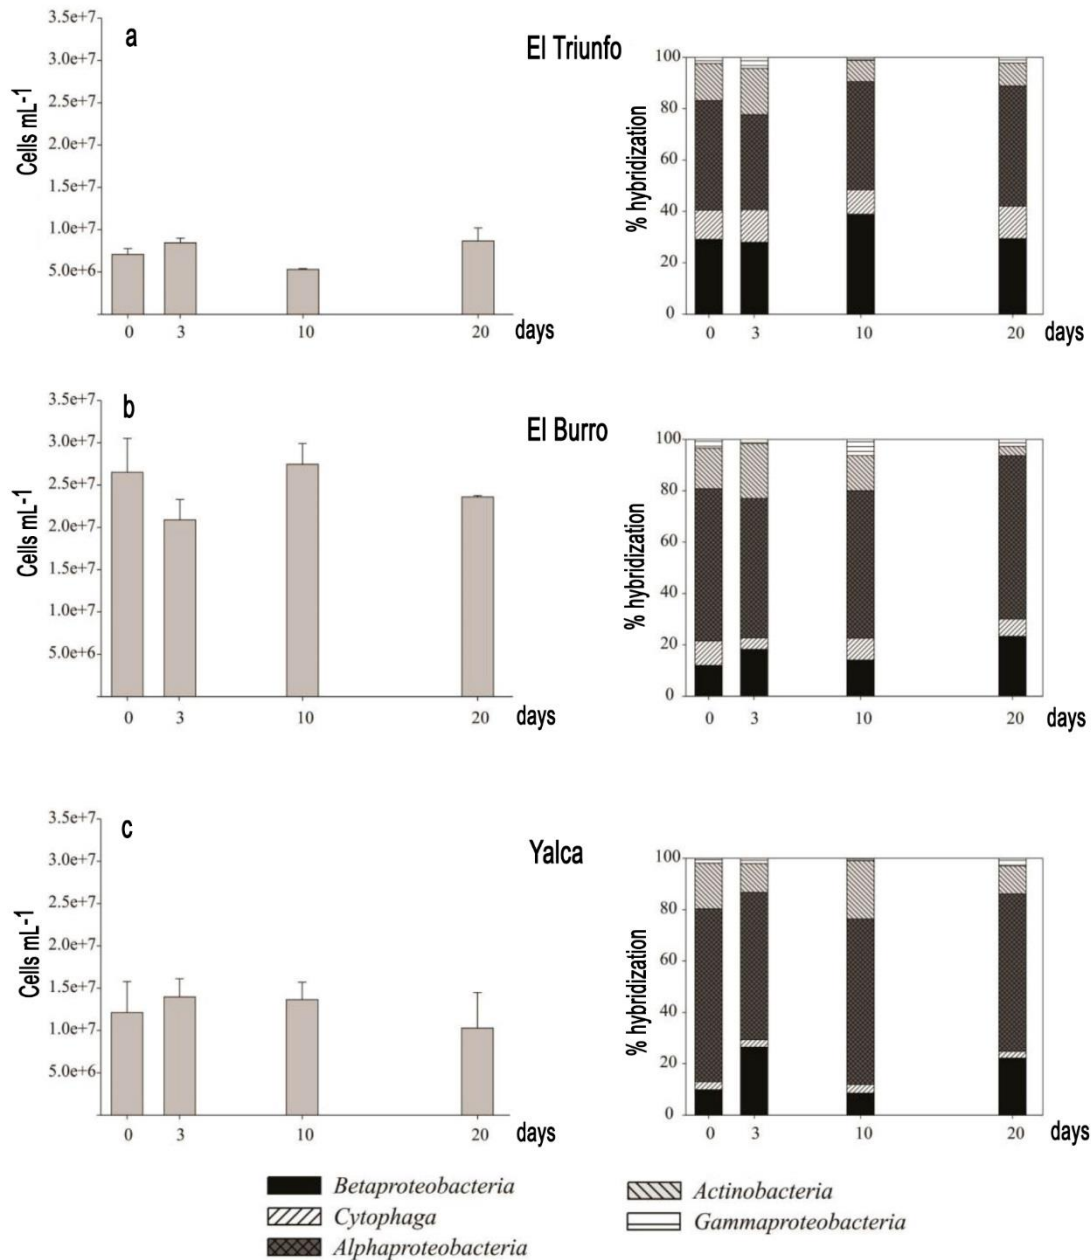 a
El Triunfo
Cells mL-1
3.5e+7
3.0e+7
2.5e+7
2.0e+7
1.5e+7
1.0e+7
5.0e+6
0 3 10 20 days
% hybridization
100
80
60
40
20
0
0 3 10 20 days
b
El Burro
Cells mL-1
3.5e+7
3.0e+7
2.5e+7
2.0e+7
1.5e+7
1.0e+7
5.0e+6
0 3 10 20 days
% hybridization
100
80
60
40
20
0
0 3 10 20 days
c
Yalca
Cells mL-1
3.5e+7
3.0e+7
2.5e+7
2.0e+7
1.5e+7
1.0e+7
5.0e+6
0 3 10 20 days
% hybridization
100
80
60
40
20
0
0 3 10 20 days
Betaproteobacteria
Cytophaga
Alphaproteobacteria
Actinobacteria
Gammaproteobacteria